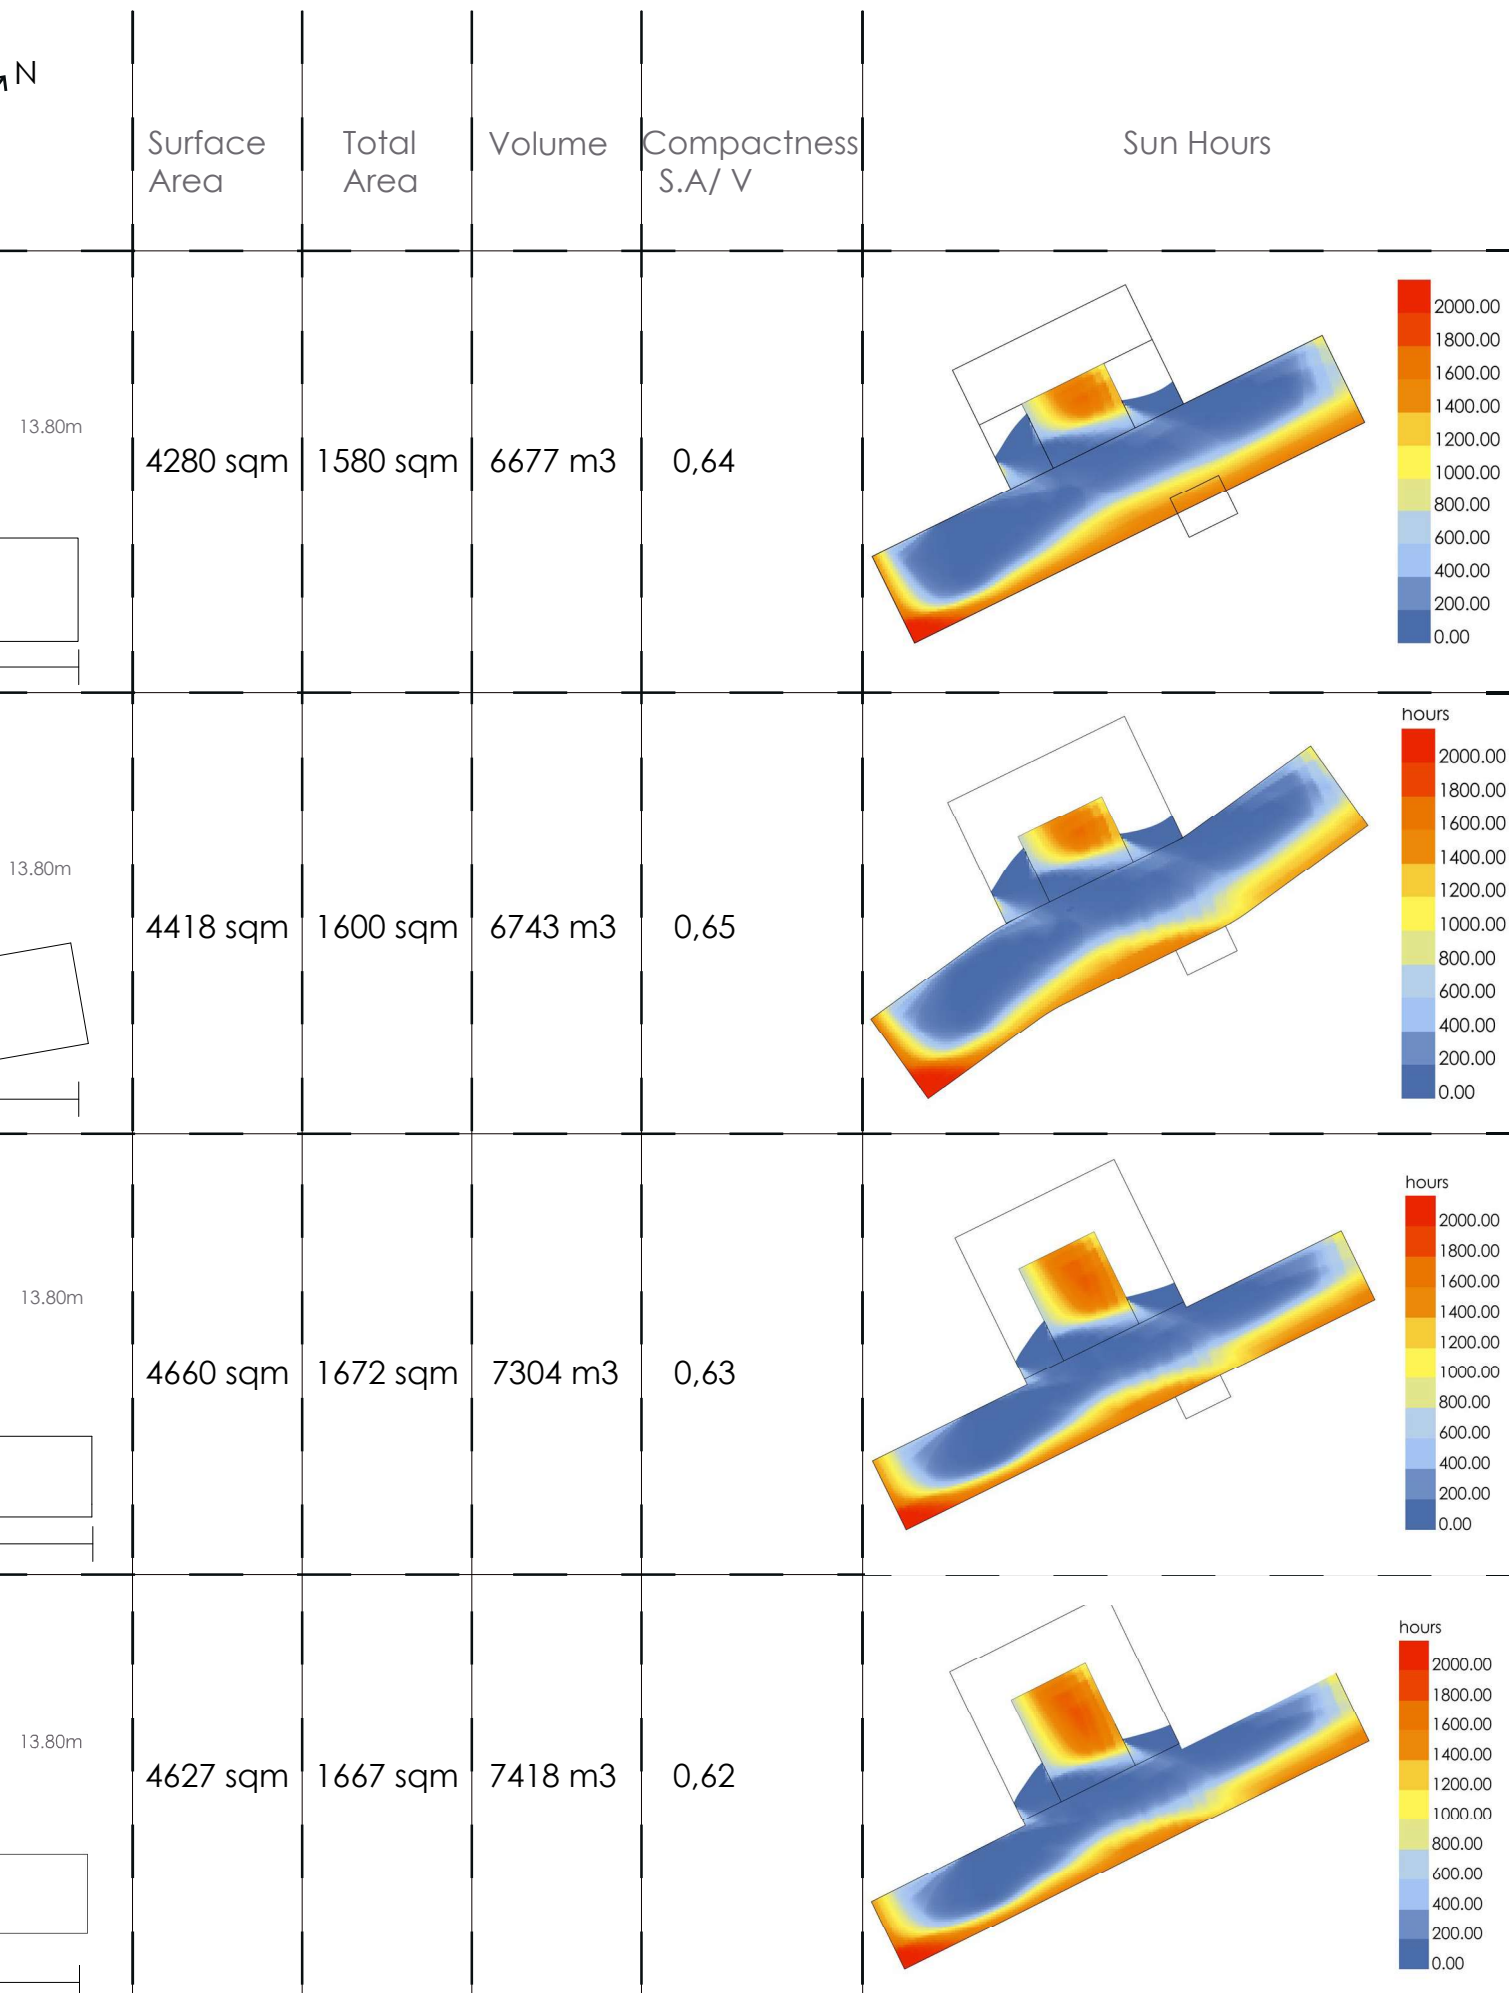 N
Surface Area
Total Area
Volume
Compactness S.A/ V
Sun Hours
13.80m
4280 sqm
1580 sqm
6677 m3
0,64
2000.00
1800.00
1600.00
1400.00
1200.00
1000.00
800.00
600.00
400.00
200.00
0.00
13.80m
4418 sqm
1600 sqm
6743 m3
0,65
hours
2000.00
1800.00
1600.00
1400.00
1200.00
1000.00
800.00
600.00
400.00
200.00
0.00
13.80m
4660 sqm
1672 sqm
7304 m3
0,63
hours
2000.00
1800.00
1600.00
1400.00
1200.00
1000.00
800.00
600.00
400.00
200.00
0.00
13.80m
4627 sqm
1667 sqm
7418 m3
0,62
hours
2000.00
1800.00
1600.00
1400.00
1200.00
1000.00
800.00
600.00
400.00
200.00
0.00